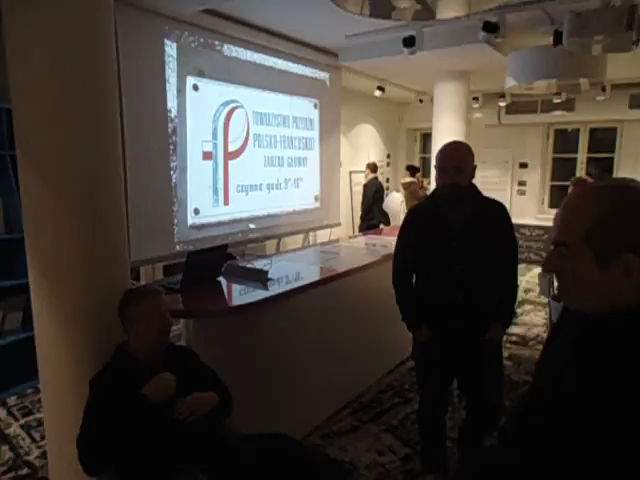 TOWARZYSTWO PRZYJAŹNI
POLSKO-FRANCUSKIEJ
ZARZĄD GŁÓWNY
czynne godz. 9⁰⁰-16⁰⁰